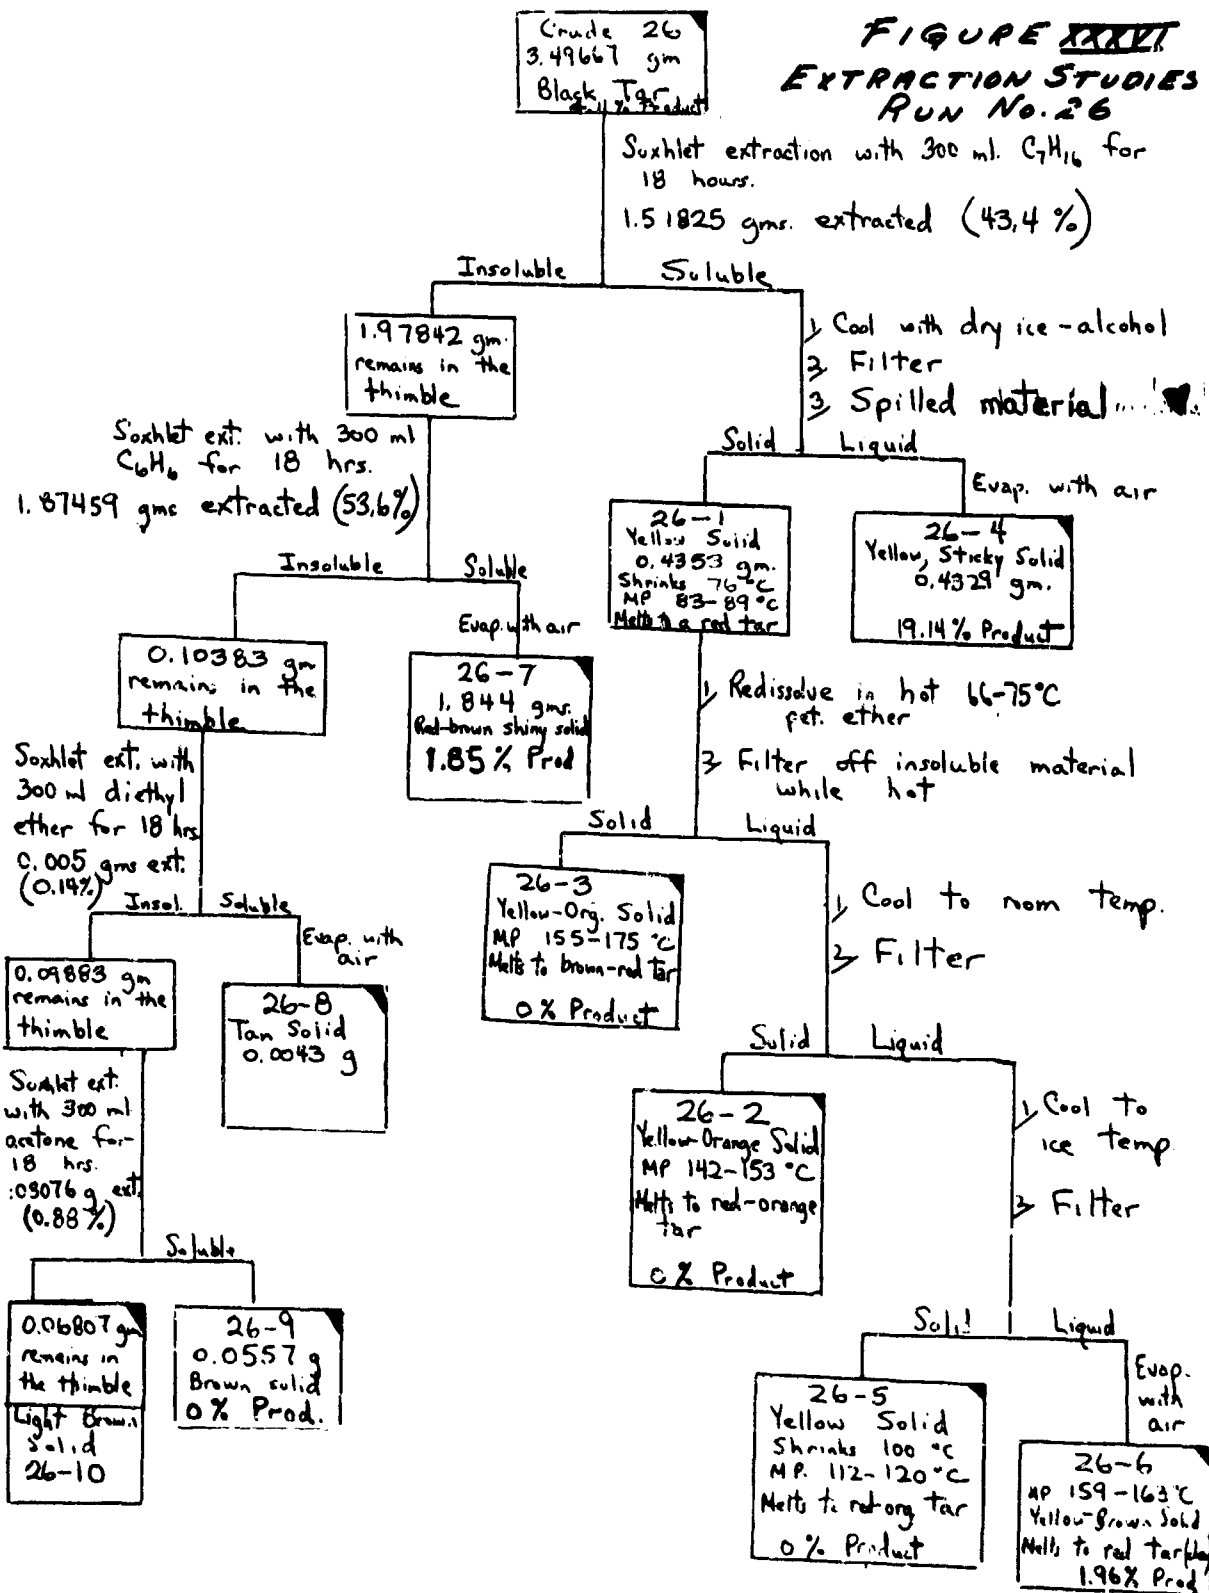 FIGURE XXXVI
EXTRACTION STUDIES
RUN No. 26
Crude 26
3.49667 gm
Black Tar
% Product
Soxhlet extraction with 300 ml. C7H16 for
18 hours.
1.51825 gms. extracted (43.4 %)
Insoluble
Soluble
1.97842 gm.
remains in the
thimble
1, Cool with dry ice-alcohol
2, Filter
3, Spilled material
Soxhlet ext. with 300 ml
C6H6 for 18 hrs.
1.87459 gms extracted (53.6%)
Solid
Liquid
Evap. with air
26-1
Yellow Solid
0.4353 gm.
Shrinks 76°C
MP 83-89°C
Melts to a red tar
26-4
Yellow, Sticky Solid
0.4329 gm.
19.14% Product
Insoluble
Soluble
Evap. with air
0.10383 gm
remains in the
thimble
26-7
1.844 gms.
Red-brown shiny solid
1.85% Prod
1, Redissolve in hot 66-75°C
pet. ether
2, Filter off insoluble material
while hot
Soxhlet ext. with
300 ml diethyl
ether for 18 hrs
0.005 gms ext.
(0.14%)
Solid
Liquid
26-3
Yellow-Org. Solid
MP 155-175 °C
Melts to brown-red tar
0% Product
1, Cool to room temp.
2, Filter
Insol.
Soluble
Evap. with
air
0.09883 gm
remains in the
thimble
26-8
Tan Solid
0.0043 g
Solid
Liquid
Soxhlet ext.
with 300 ml
acetone for
18 hrs.
.03076 g ext.
(0.88%)
26-2
Yellow-Orange Solid
MP 142-153 °C
Melts to red-orange
tar
0% Product
1, Cool to
ice temp
2, Filter
Soluble
0.06807 gm
remains in
the thimble
Light Brown
Solid
26-10
26-9
0.0557 g
Brown solid
0% Prod.
Solid
Liquid
Evap.
with
air
26-5
Yellow Solid
Shrinks 100 °C
MP. 112-120 °C
Melts to red-org tar
0% Product
26-6
MP 159-163°C
Yellow-Brown Solid
Melts to red tar
1.96% Prod